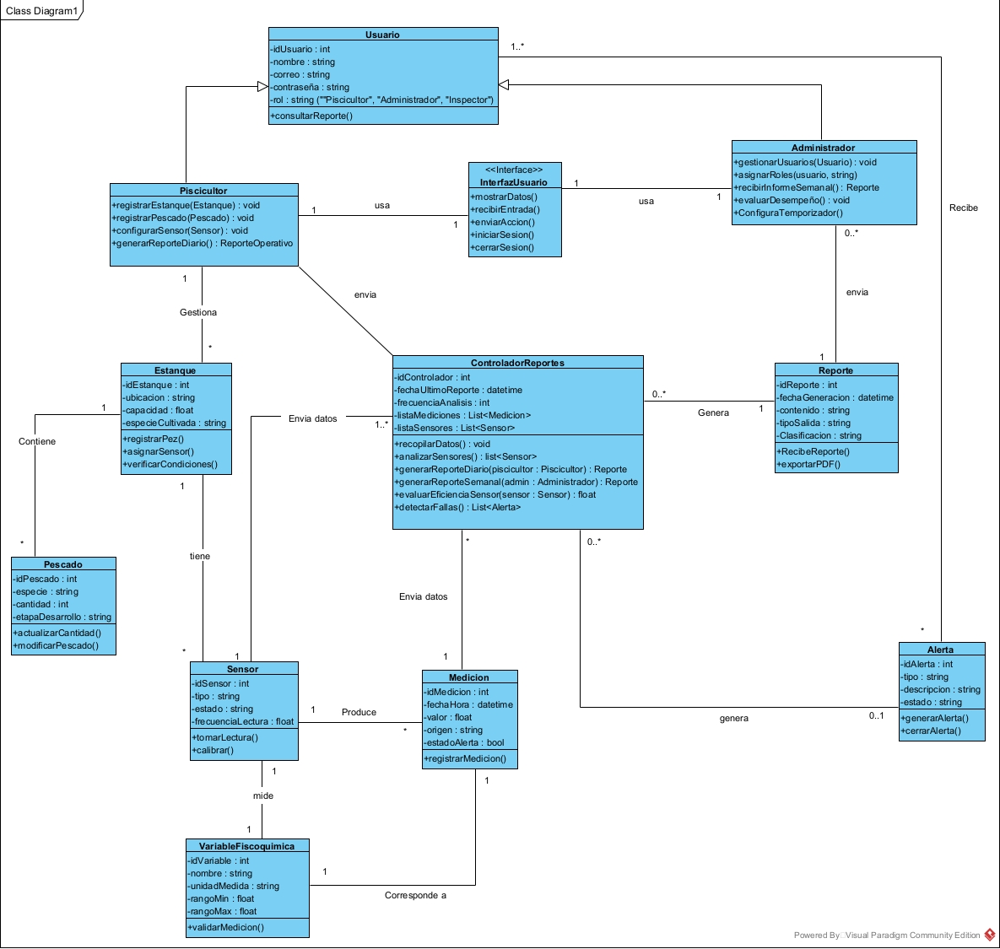 Class Diagram1
Usuario
-idUsuario : int
-nombre : string
-correo : string
-contraseña : string
-rol : string (""Piscicultor", "Administrador", "Inspector")
+consultarReporte()
1..*
Recibe
*
Administrador
+gestionarUsuarios(Usuario) : void
+asignarRoles(usuario, string)
+recibirInformeSemanal() : Reporte
+evaluarDesempeño() : void
+ConfiguraTemporizador()
<<Interface>>
InterfazUsuario
+mostrarDatos()
+recibirEntrada()
+enviarAccion()
+iniciarSesion()
+cerrarSesion()
1
usa
1
Piscicultor
+registrarEstanque(Estanque) : void
+registrarPescado(Pescado) : void
+configurarSensor(Sensor) : void
+generarReporteDiario() : ReporteOperativo
1
usa
1
0..*
envia
1
1
Gestiona
*
envia
Estanque
-idEstanque : int
-ubicacion : string
-capacidad : float
-especieCultivada : string
+registrarPez()
+asignarSensor()
+verificarCondiciones()
ControladorReportes
-idControlador : int
-fechaUltimoReporte : datetime
-frecuenciaAnalisis : int
-listaMediciones : List<Medicion>
-listaSensores : List<Sensor>
+recopilarDatos() : void
+analizarSensores() : list<Sensor>
+generarReporteDiario(piscicultor : Piscicultor) : Reporte
+generarReporteSemanal(admin : Administrador) : Reporte
+evaluarEficienciaSensor(sensor : Sensor) : float
+detectarFallas() : List<Alerta>
Reporte
-idReporte : int
-fechaGeneracion : datetime
-contenido : string
-tipoSalida : string
-Clasificacion : string
+RecibeReporte()
+exportarPDF()
0..*
Genera
1
1
Contiene
*
Envia datos
1..*
1
1
tiene
*
Pescado
-idPescado : int
-especie : string
-cantidad : int
-etapaDesarrollo : string
+actualizarCantidad()
+modificarPescado()
*
Envia datos
1
0..*
genera
0..1
Sensor
-idSensor : int
-tipo : string
-estado : string
-frecuenciaLectura : float
+tomarLectura()
+calibrar()
1
Produce
*
Medicion
-idMedicion : int
-fechaHora : datetime
-valor : float
-origen : string
-estadoAlerta : bool
+registrarMedicion()
Alerta
-idAlerta : int
-tipo : string
-descripcion : string
-estado : string
+generarAlerta()
+cerrarAlerta()
1
mide
1
1
Corresponde a
1
VariableFiscoquimica
-idVariable : int
-nombre : string
-unidadMedida : string
-rangoMin : float
-rangoMax : float
+validarMedicion()
Powered By Visual Paradigm Community Edition